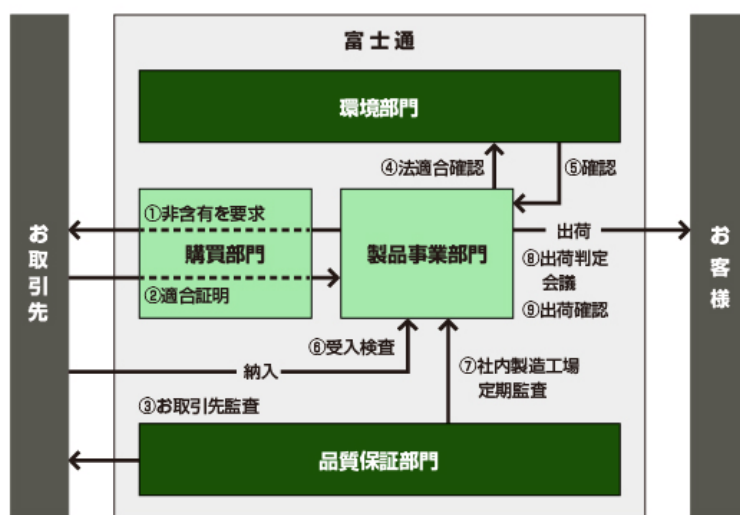 富士通
環境部門
④法適合確認
⑤確認
①非含有を要求
購買部門
②適合証明
製品事業部門
出荷
⑧出荷判定
会議
⑨出荷確認
お取引先
お客様
⑥受入検査
納入
⑦社内製造工場
定期監査
③お取引先監査
品質保証部門